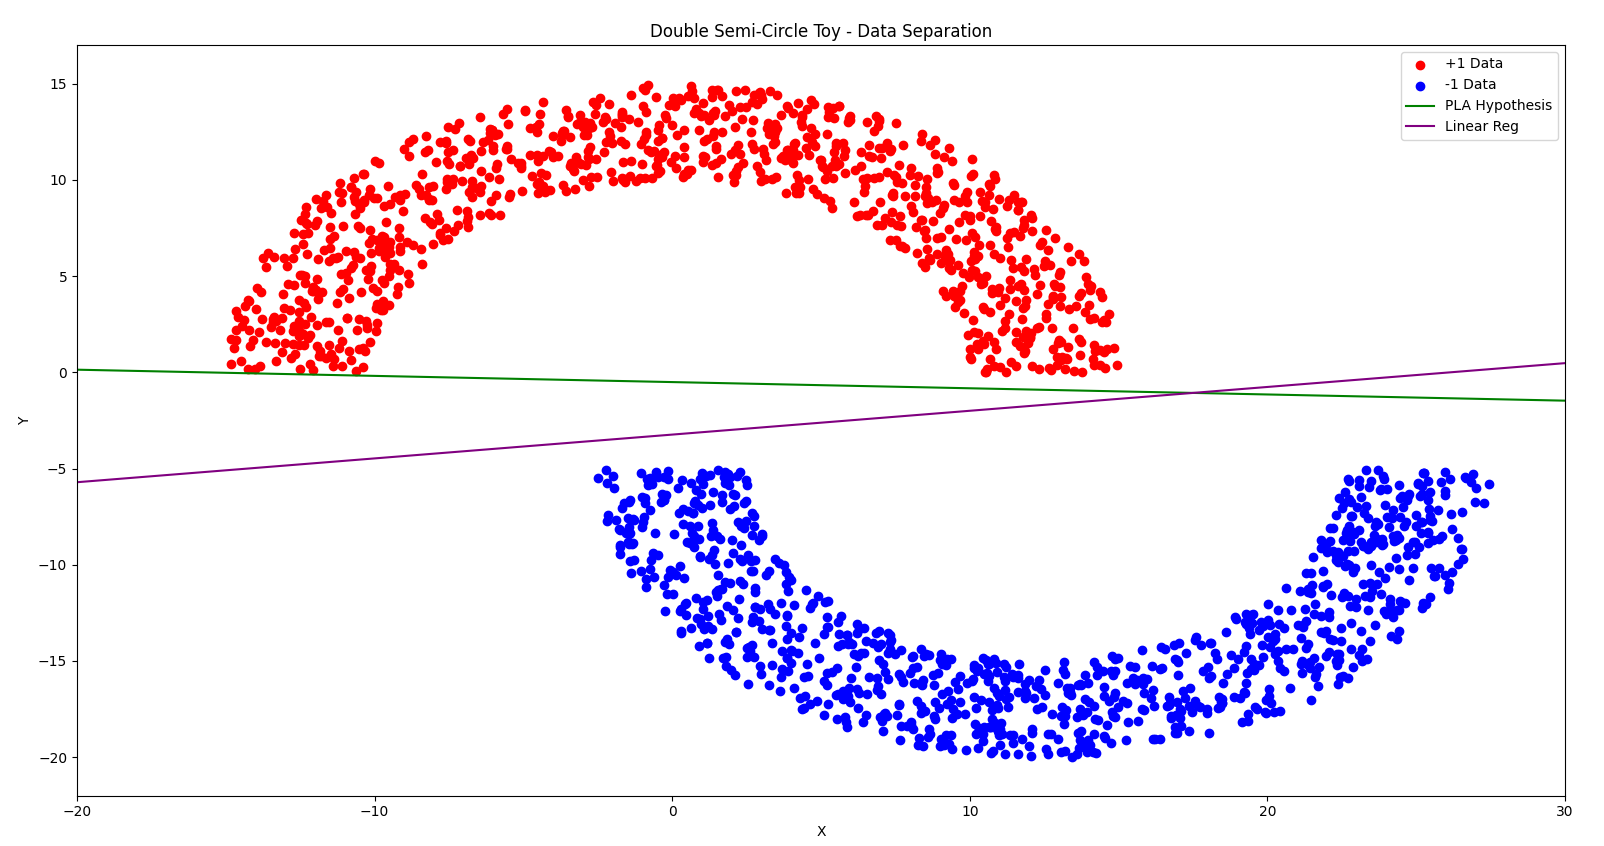 Double Semi-Circle Toy - Data Separation
+1 Data
-1 Data
PLA Hypothesis
Linear Reg
15
10
5
0
−5
−10
−15
−20
Y
−20 −10 0 10 20 30
X